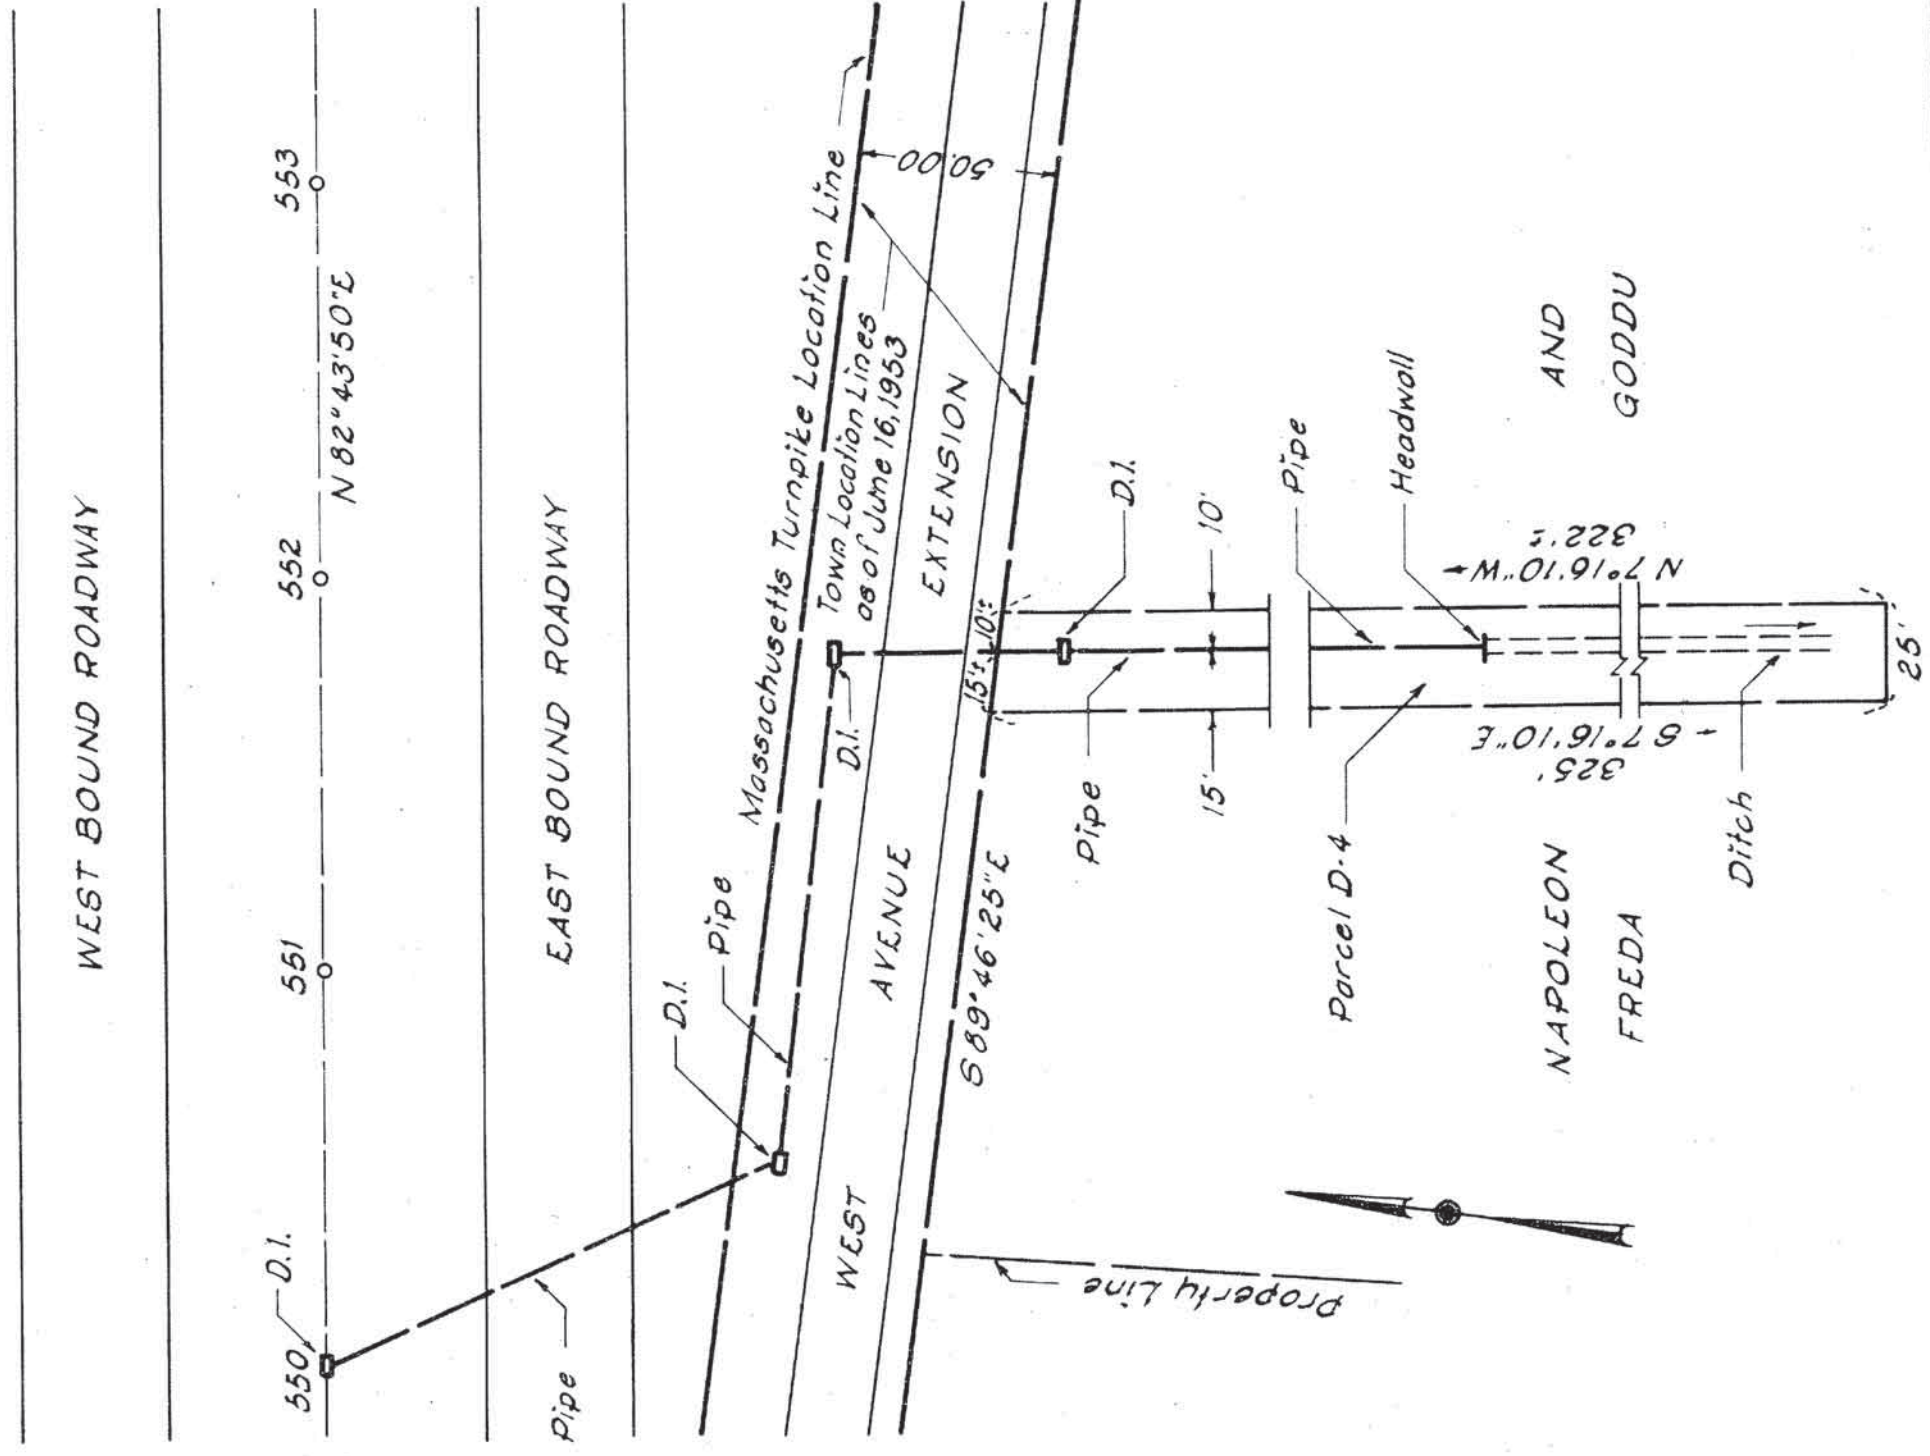 WEST BOUND ROADWAY
550
551
552
553
D.I.
N 82° 43' 50" E
EAST BOUND ROADWAY
Pipe
D.I.
Pipe
Massachusetts Turnpike Location Line
Town Location Lines
as of June 16, 1953
D.I.
50.00
WEST AVENUE EXTENSION
S 89° 46' 25" E
15'±
10'±
D.I.
Pipe
15'
10'
Pipe
Property Line
Parcel D-4
Headwall
N 7° 16' 10" W
322'±
S 7° 16' 10" E
325'
NAPOLEON AND
FREDA GODDU
Ditch
25'